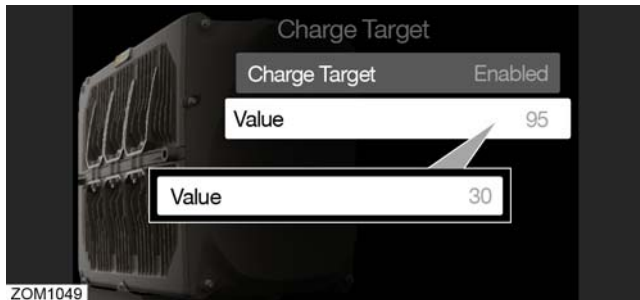 Charge Target
Charge Target Enabled
Value 95
Value 30
ZOM1049